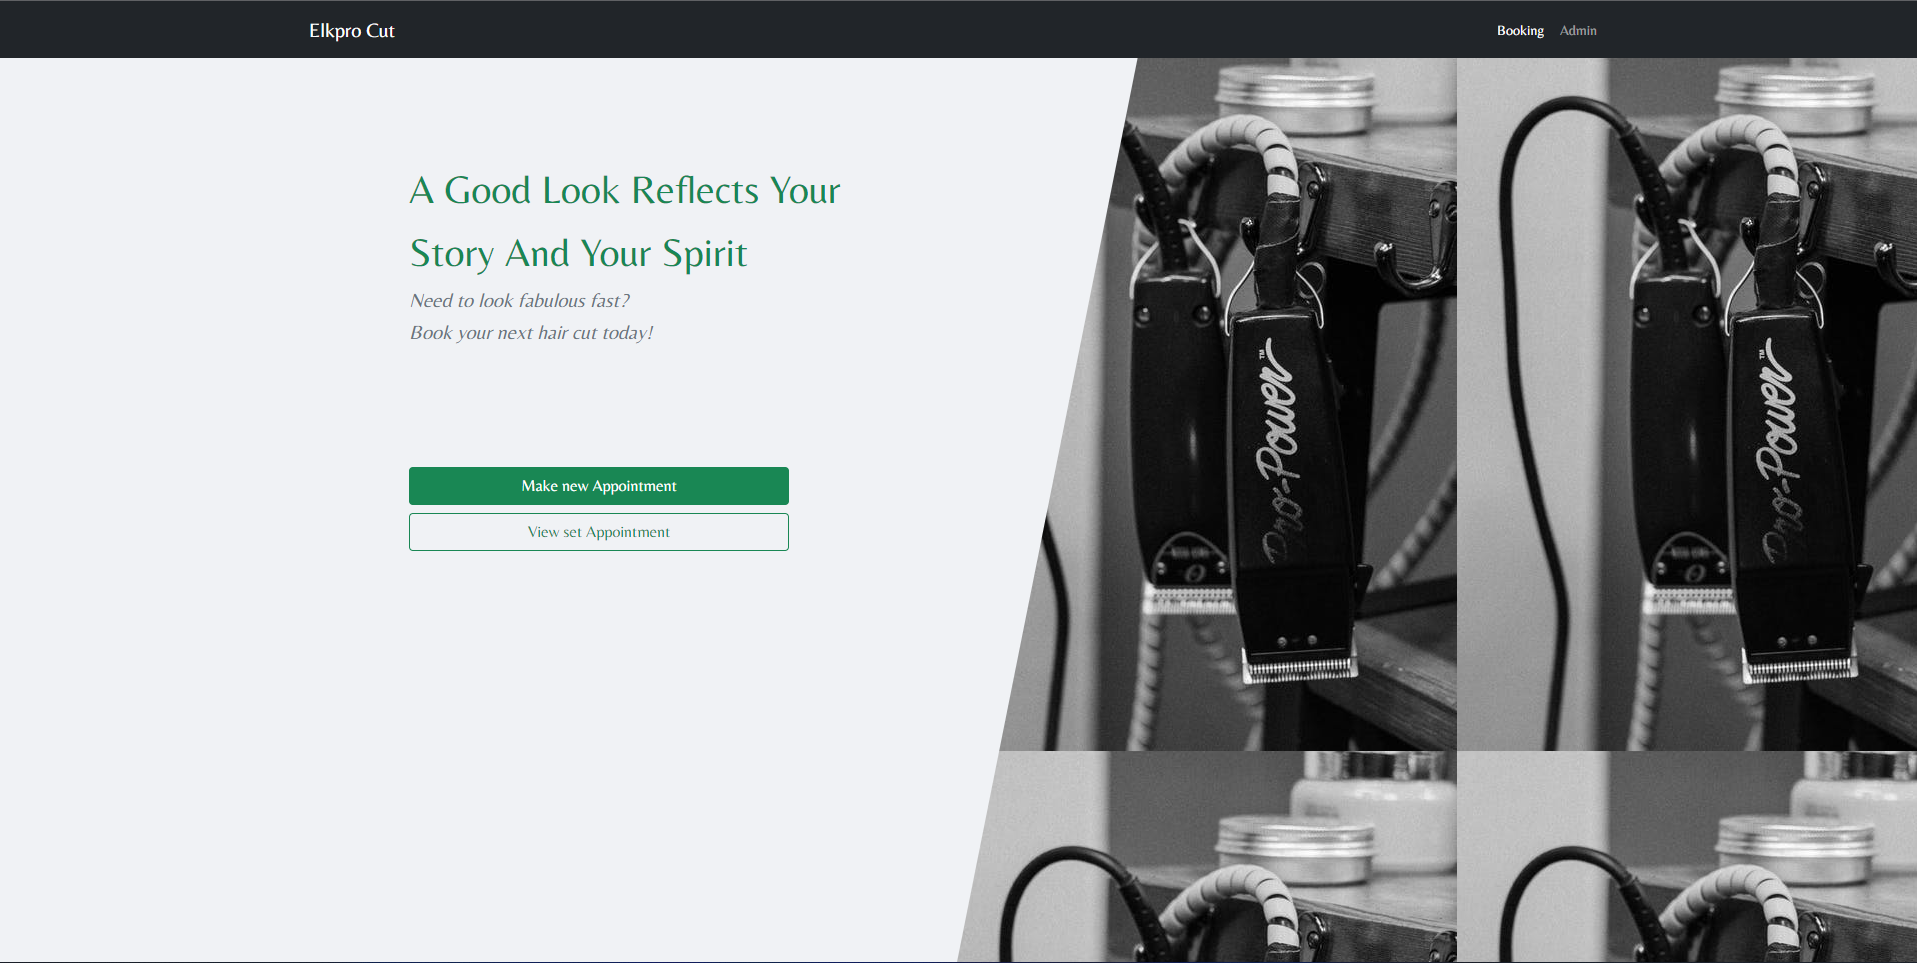 Elkpro Cut
Booking Admin
A Good Look Reflects Your
Story And Your Spirit
Need to look fabulous fast?
Book your next hair cut today!
Make new Appointment
View set Appointment
Pro-Power™
Pro-Power™